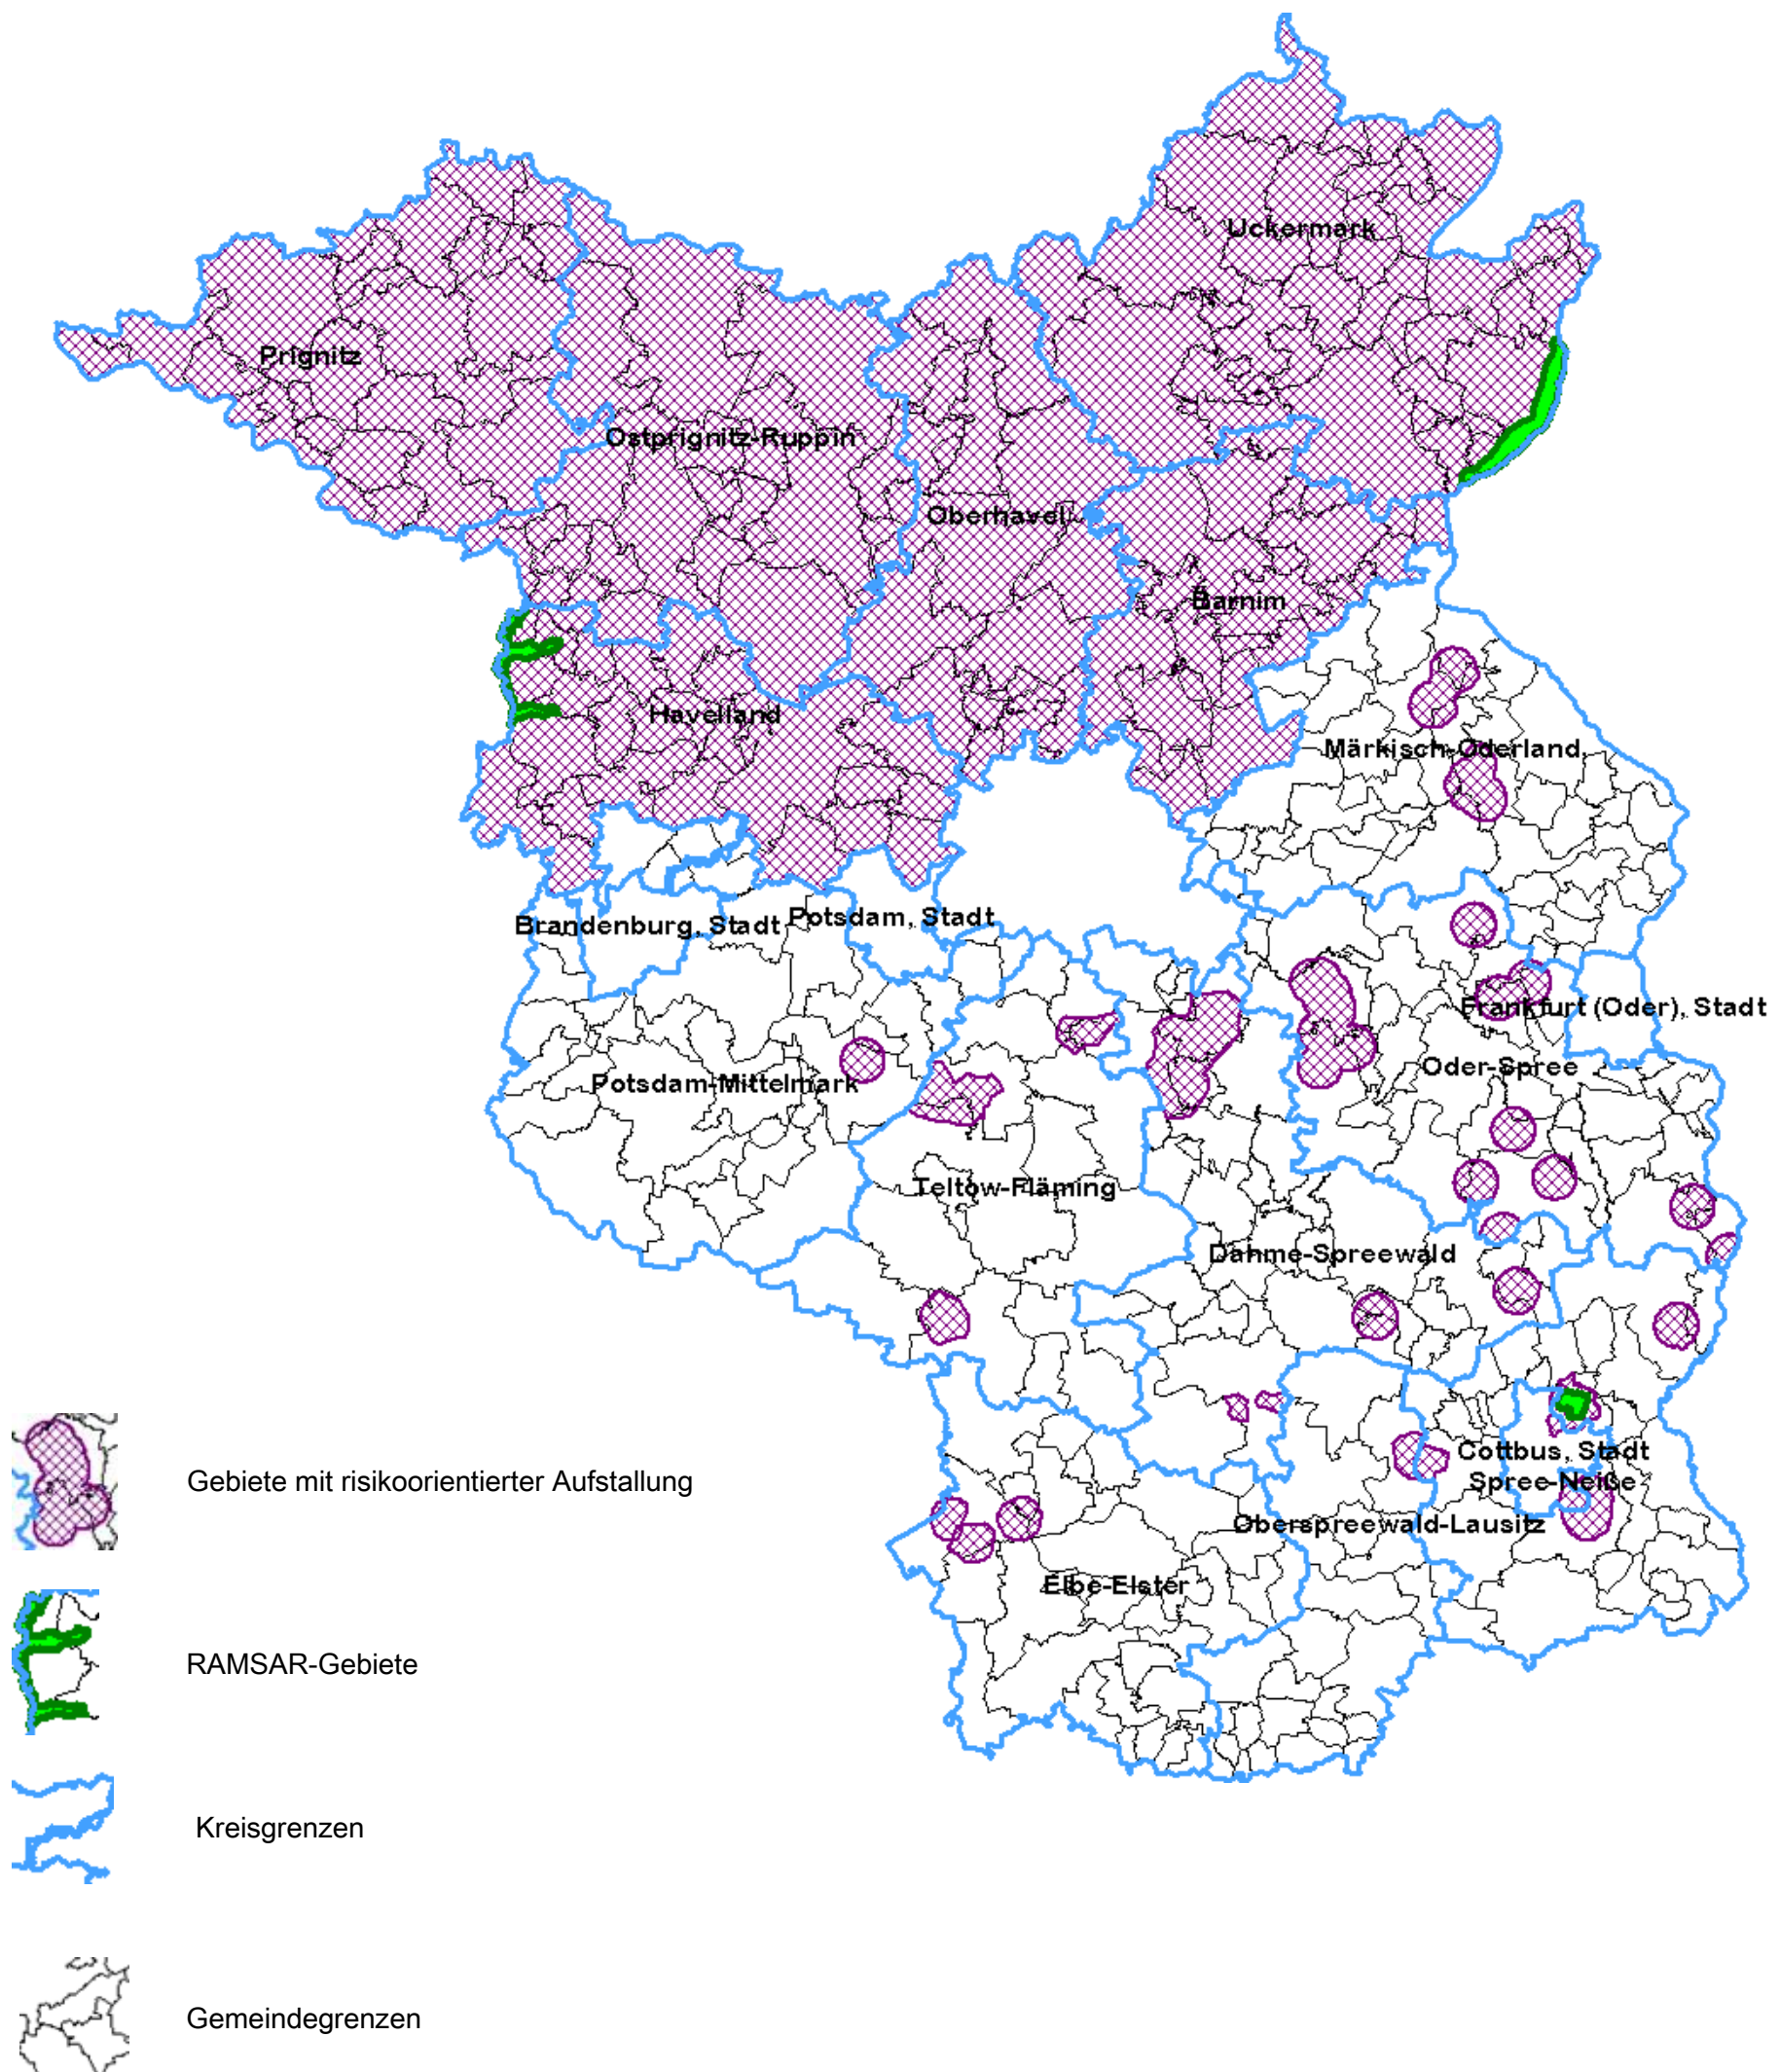 Uckermark
Prignitz
Ostprignitz-Ruppin
Oberhavel
Barnim
Havelland
Märkisch-Oderland
Brandenburg, Stadt
Potsdam, Stadt
Frankfurt (Oder), Stadt
Oder-Spree
Potsdam-Mittelmark
Teltow-Fläming
Dahme-Spreewald
Cottbus, Stadt
Spree-Neiße
Oberspreewald-Lausitz
Elbe-Elster
Gebiete mit risikoorientierter Aufstallung
RAMSAR-Gebiete
Kreisgrenzen
Gemeindegrenzen